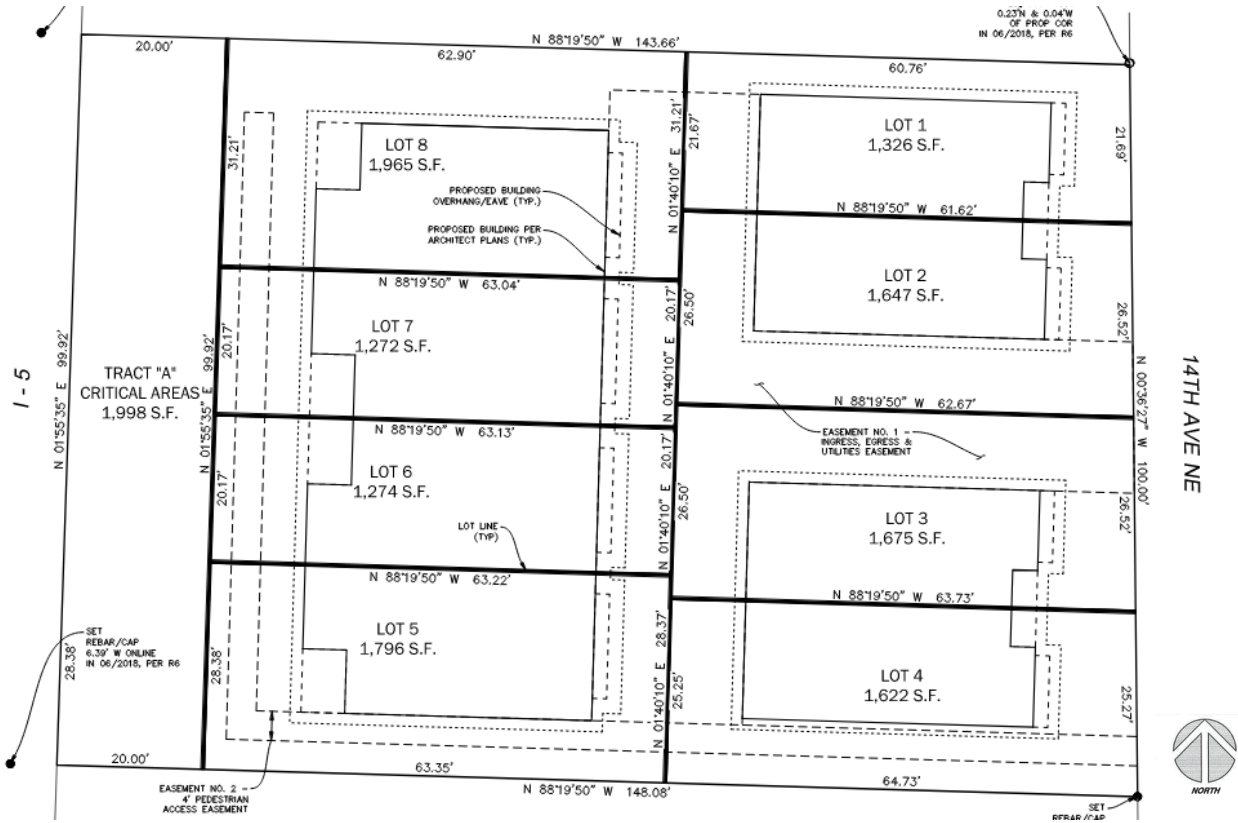 0.23'N & 0.04'W
OF PROP COR
IN 06/2018, PER R6
N 88°19'50" W 143.66'
20.00'
62.90'
60.76'
31.21'
LOT 8
1,965 S.F.
PROPOSED BUILDING
OVERHANG/EAVE (TYP.)
PROPOSED BUILDING PER
ARCHITECT PLANS (TYP.)
N 01°40'10" E 31.21'
21.67'
LOT 1
1,326 S.F.
21.69'
N 88°19'50" W 61.62'
N 88°19'50" W 63.04'
LOT 2
1,647 S.F.
26.52'
I - 5
N 01°55'35" E 99.92'
TRACT "A"
CRITICAL AREAS
1,998 S.F.
N 01°55'35" E 99.92'
20.17'
LOT 7
1,272 S.F.
N 01°40'10" E 20.17'
26.50'
N 88°19'50" W 62.67'
N 00°36'27" W 100.00'
14TH AVE NE
N 88°19'50" W 63.13'
EASEMENT NO. 1 -
INGRESS, EGRESS &
UTILITIES EASEMENT
20.17'
LOT 6
1,274 S.F.
N 01°40'10" E 20.17'
26.50'
LOT 3
1,675 S.F.
26.52'
LOT LINE
(TYP)
N 88°19'50" W 63.22'
N 88°19'50" W 63.73'
SET
REBAR/CAP
6.39' W ONLINE
IN 06/2018, PER R6
28.38'
28.38'
LOT 5
1,796 S.F.
N 01°40'10" E 28.37'
25.25'
LOT 4
1,622 S.F.
25.27'
20.00'
63.35'
64.73'
N 88°19'50" W 148.08'
EASEMENT NO. 2 -
4' PEDESTRIAN
ACCESS EASEMENT
SET
REBAR/CAP
NORTH